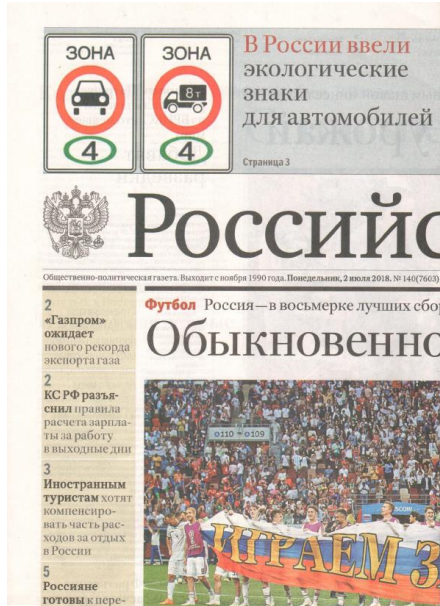 ЗОНА
4
ЗОНА
8т
4
В России ввели
экологические
знаки
для автомобилей
Страница 3
Российс
Общественно-политическая газета. Выходит с ноября 1990 года. Понедельник, 2 июля 2018. № 140(7603)
2
«Газпром»
ожидает
нового рекорда
экспорта газа
2
КС РФ разъя-
снил правила
расчета зарпла-
ты за работу
в выходные дни
3
Иностранным
туристам хотят
компенсиро-
вать часть рас-
ходов за отдых
в России
5
Россияне
готовы к пере-
Футбол Россия—в восьмерке лучших сбо
Обыкновенно
о110 о109
ИГРАЕМ З